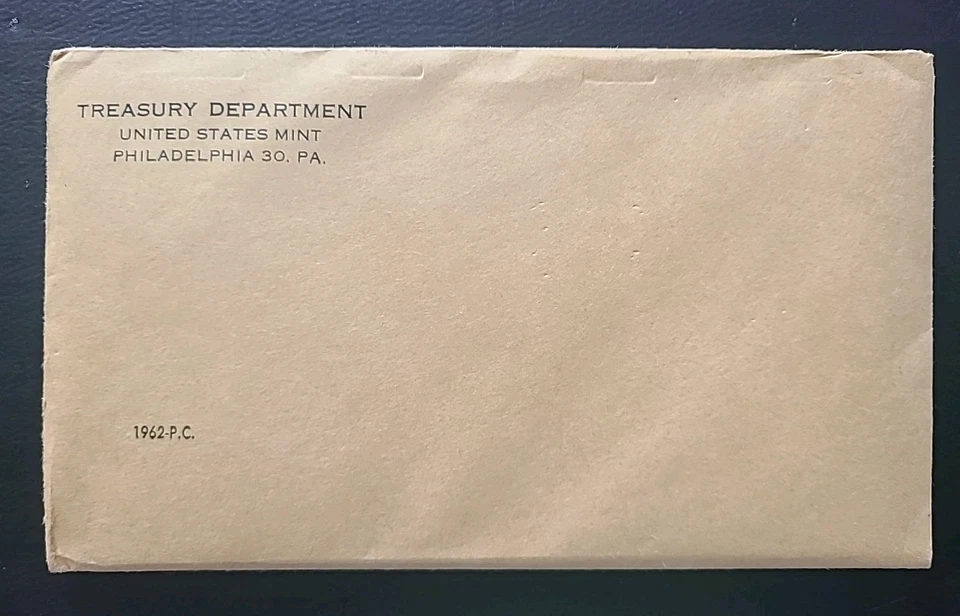 TREASURY DEPARTMENT
UNITED STATES MINT
PHILADELPHIA 30, PA.
1962-P.C.